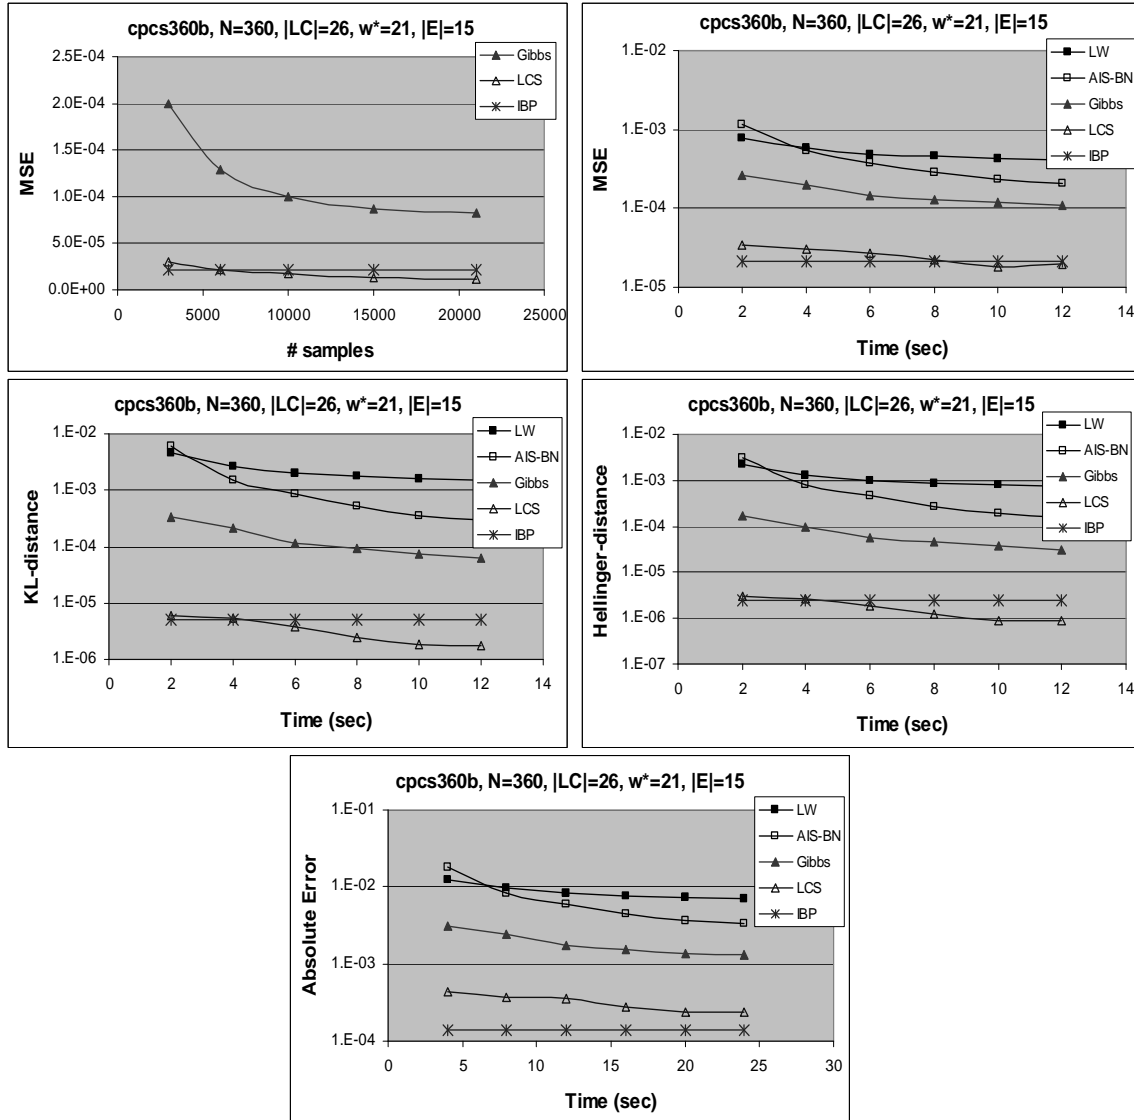 cpcs360b, N=360, |LC|=26, w*=21, |E|=15
2.5E-04
2.0E-04
1.5E-04
1.0E-04
5.0E-05
0.0E+00
MSE
0 5000 10000 15000 20000 25000
# samples
Gibbs
LCS
IBP
cpcs360b, N=360, |LC|=26, w*=21, |E|=15
1.E-02
1.E-03
1.E-04
1.E-05
MSE
0 2 4 6 8 10 12 14
Time (sec)
LW
AIS-BN
Gibbs
LCS
IBP
cpcs360b, N=360, |LC|=26, w*=21, |E|=15
1.E-02
1.E-03
1.E-04
1.E-05
1.E-06
KL-distance
0 2 4 6 8 10 12 14
Time (sec)
LW
AIS-BN
Gibbs
LCS
IBP
cpcs360b, N=360, |LC|=26, w*=21, |E|=15
1.E-02
1.E-03
1.E-04
1.E-05
1.E-06
1.E-07
Hellinger-distance
0 2 4 6 8 10 12 14
Time (sec)
LW
AIS-BN
Gibbs
LCS
IBP
cpcs360b, N=360, |LC|=26, w*=21, |E|=15
1.E-01
1.E-02
1.E-03
1.E-04
Absolute Error
0 5 10 15 20 25 30
Time (sec)
LW
AIS-BN
Gibbs
LCS
IBP